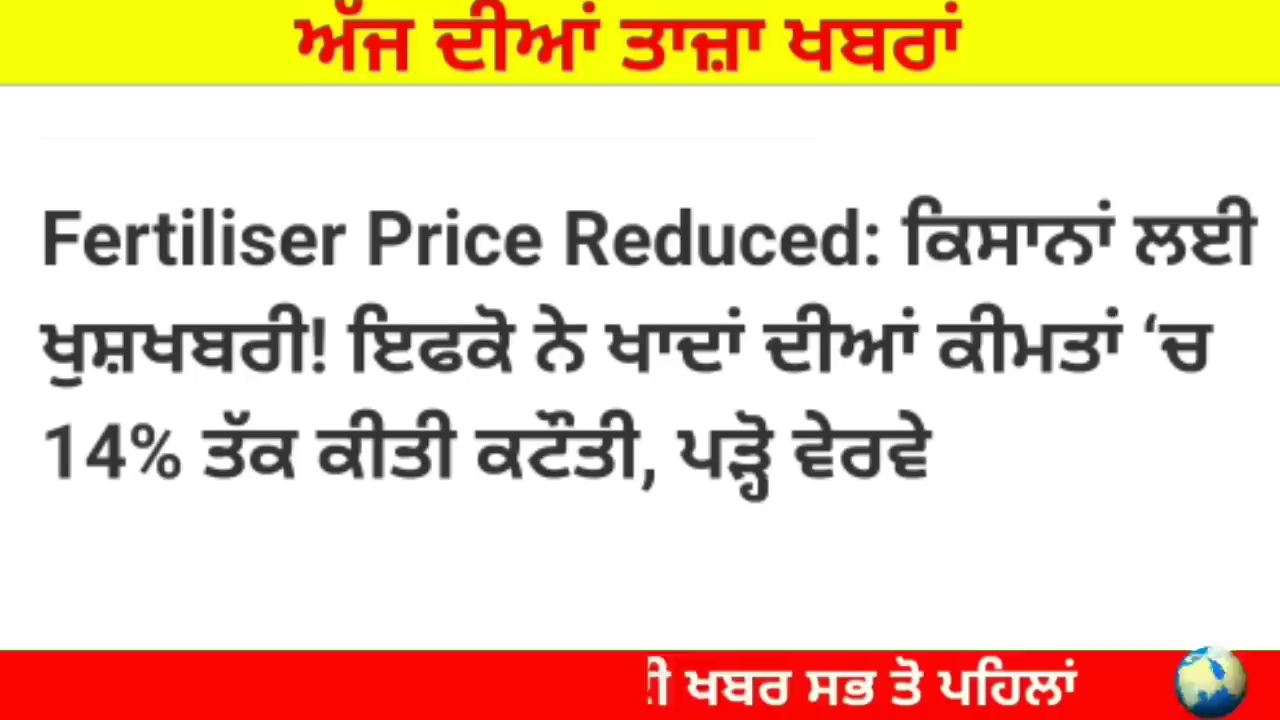 ਅੱਜ ਦੀਆਂ ਤਾਜ਼ਾ ਖਬਰਾਂ
Fertiliser Price Reduced: ਕਿਸਾਨਾਂ ਲਈ
ਖੁਸ਼ਖਬਰੀ! ਇਫਕੋ ਨੇ ਖਾਦਾਂ ਦੀਆਂ ਕੀਮਤਾਂ ‘ਚ
14% ਤੱਕ ਕੀਤੀ ਕਟੌਤੀ, ਪੜ੍ਹੋ ਵੇਰਵੇ
ਖਬਰ ਸਭ ਤੋ ਪਹਿਲਾਂ